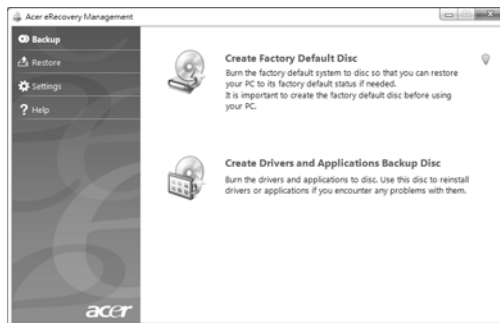 Acer eRecovery Management
Backup
Restore
Settings
Help
Create Factory Default Disc
Burn the factory default system to disc so that you can restore
your PC to its factory default status if needed.
It is important to create the factory default disc before using
your PC.
Create Drivers and Applications Backup Disc
Burn the drivers and applications to disc. Use this disc to reinstall
drivers or applications if you encounter any problems with them.
acer